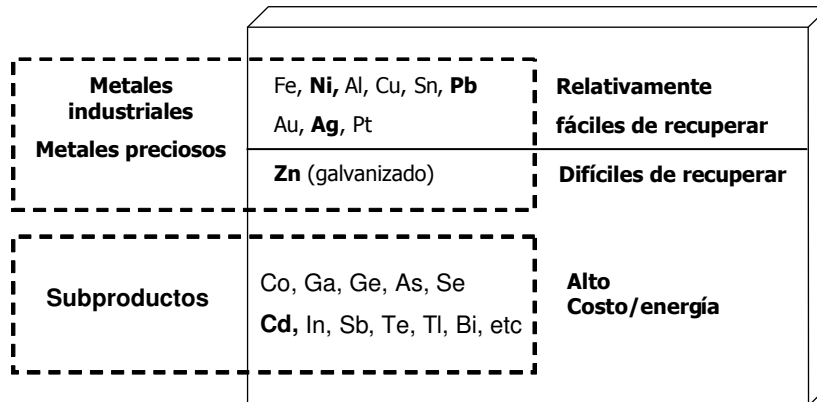 Metales
industriales
Metales preciosos
Fe, Ni, Al, Cu, Sn, Pb
Au, Ag, Pt
Relativamente
fáciles de recuperar
Zn (galvanizado)
Difíciles de recuperar
Subproductos
Co, Ga, Ge, As, Se
Cd, In, Sb, Te, Tl, Bi, etc
Alto
Costo/energía